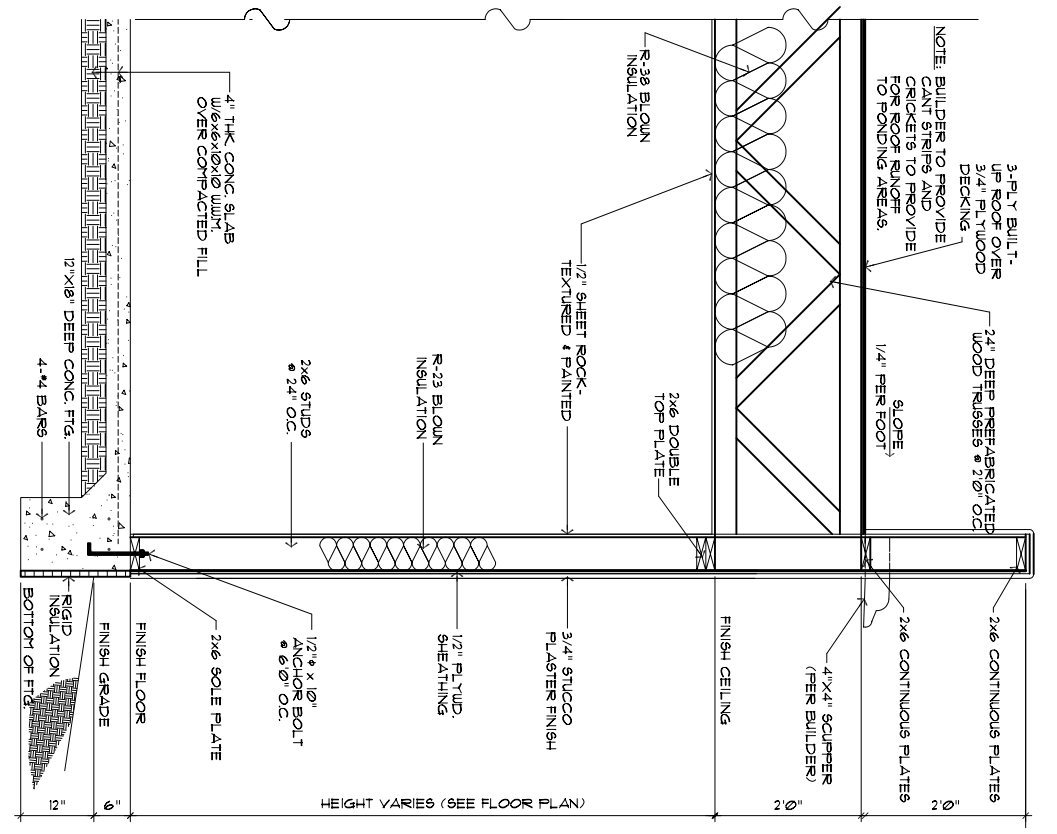 NOTE: BUILDER TO PROVIDE
CANT STRIPS AND
CRICKETS TO PROVIDE
FOR ROOF RUNOFF
TO PONDING AREAS.
3-PLY BUILT-
UP ROOF OVER
3/4" PLYWOOD
DECKING
24" DEEP PREFABRICATED
WOOD TRUSSES @ 2'0" O.C.
SLOPE
1/4" PER FOOT
2x6 CONTINUOUS PLATES
2x6 CONTINUOUS PLATES
4"X4" SCUPPER
(PER BUILDER)
2'0"
2'0"
R-38 BLOWN
INSULATION
1/2" SHEET ROCK-
TEXTURED & PAINTED
2x6 DOUBLE
TOP PLATE
FINISH CEILING
3/4" STUCCO
PLASTER FINISH
R-23 BLOWN
INSULATION
1/2" PLYWD.
SHEATHING
HEIGHT VARIES (SEE FLOOR PLAN)
2x6 STUDS
@ 24" O.C.
1/2"ø x 10"
ANCHOR BOLT
@ 6'0" O.C.
4" THK. CONC. SLAB
W/6x6x10x10 WWM.
OVER COMPACTED FILL
2x6 SOLE PLATE
FINISH FLOOR
FINISH GRADE
6"
12"X18" DEEP CONC. FTG.
4-#4 BARS
RIGID
INSULATION
BOTTOM OF FTG.
12"